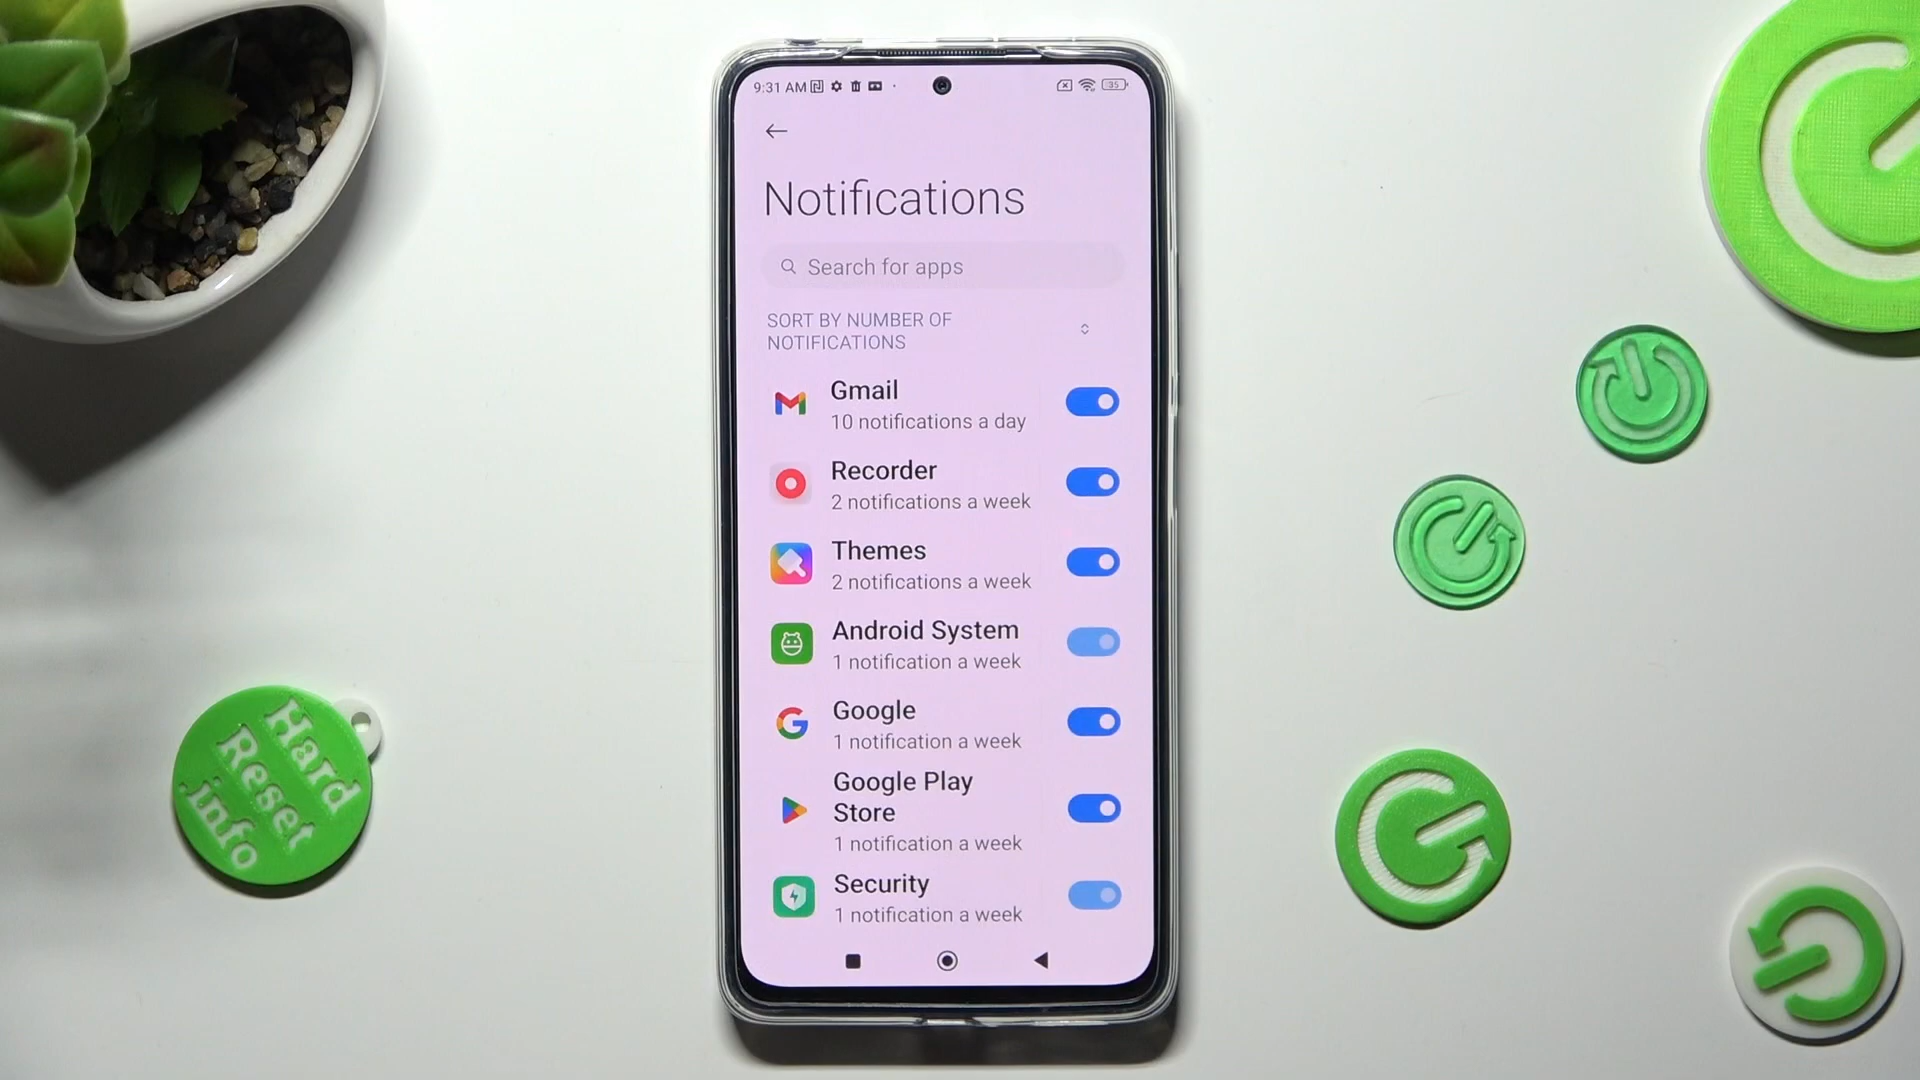 9:31 AM
35
Notifications
Search for apps
SORT BY NUMBER OF
NOTIFICATIONS
Gmail
10 notifications a day
Recorder
2 notifications a week
Themes
2 notifications a week
Android System
1 notification a week
Google
1 notification a week
Google Play
Store
1 notification a week
Security
1 notification a week
Hard
Reset
.info